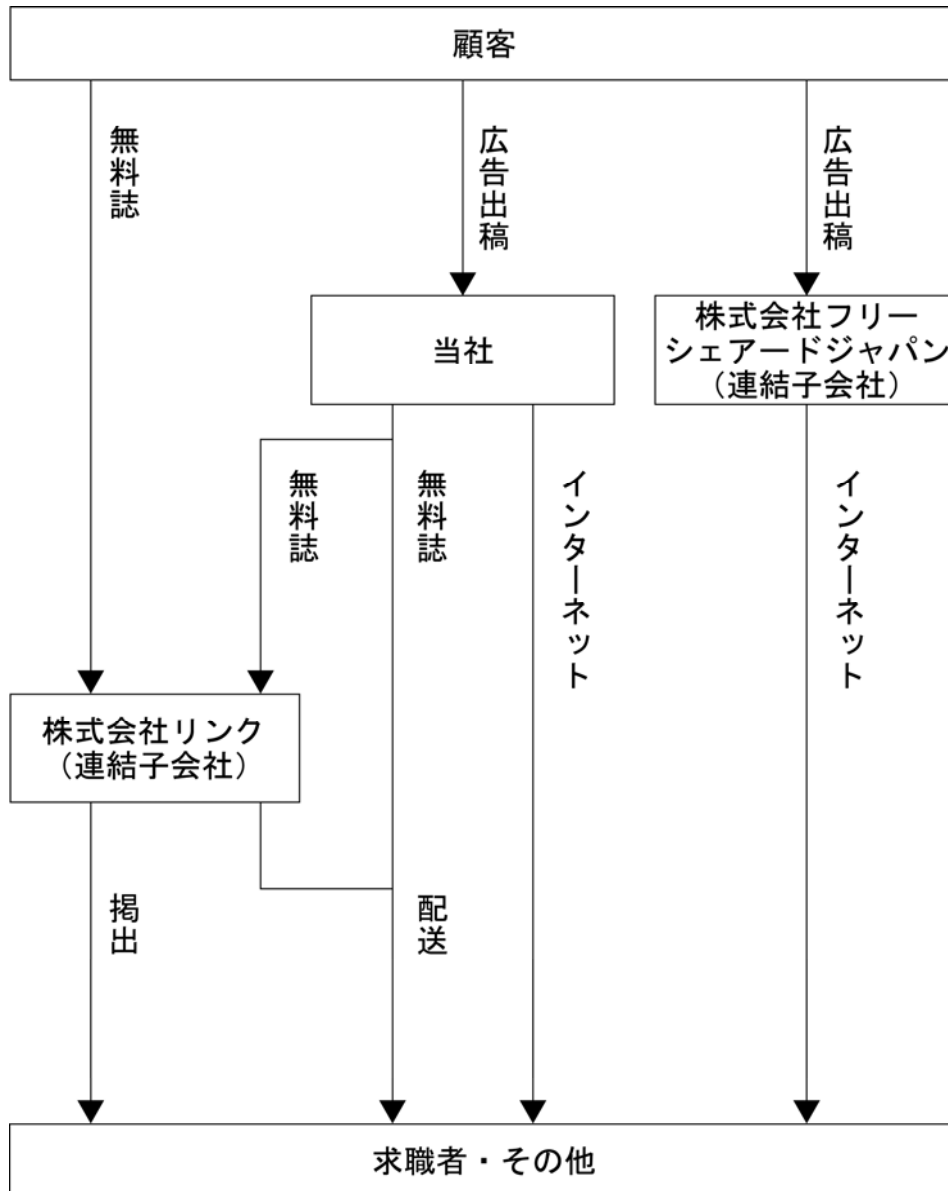 顧客
無料誌
広告出稿
広告出稿
当社
株式会社フリー
シェアードジャパン
（連結子会社）
無料誌
無料誌
インターネット
インターネット
株式会社リンク
（連結子会社）
掲出
配送
求職者・その他